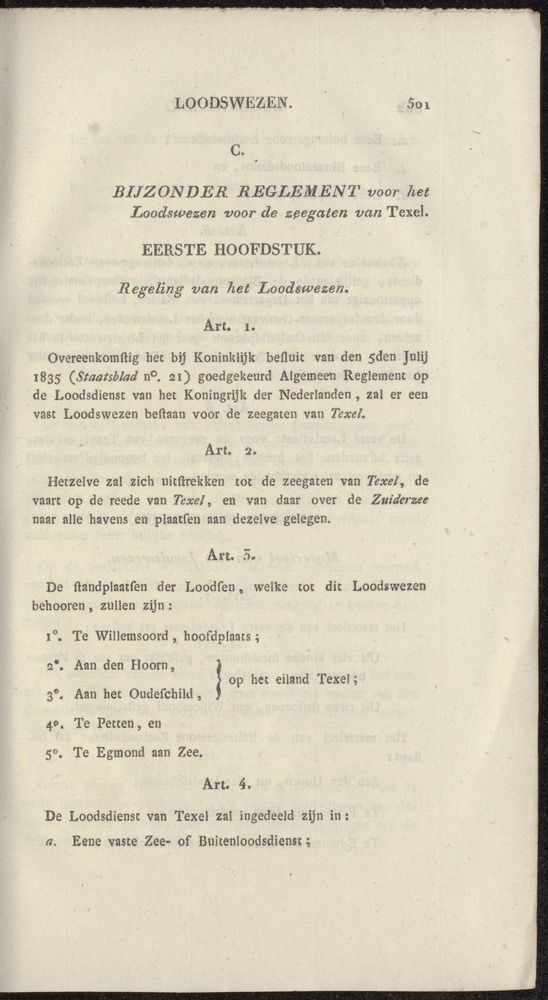 LOODSWEZEN. 501
C.
BIJZONDER REGLEMENT voor het
Loodswezen voor de zeegaten van Texel.
EERSTE HOOFDSTUK.
Regeling van het Loodswezen.
Art. 1.
Overeenkomſtig het bij Koninklijk beſluit van den 5den Julij
1835 (Staatsblad nº. 21) goedgekeurd Algemeen Reglement op
de Loodsdienst van het Koningrijk der Nederlanden, zal er een
vast Loodswezen beſtaan voor de zeegaten van Texel.
Art. 2.
Hetzelve zal zich uitſtrekken tot de zeegaten van Texel, de
vaart op de reede van Texel, en van daar over de Zuiderzee
naar alle havens en plaatſen aan dezelve gelegen.
Art. 3.
De ſtandplaatſen der Loodſen, welke tot dit Loodswezen
behooren, zullen zijn:
1º. Te Willemsoord, hoofdplaats;
2º. Aan den Hoorn,
3º. Aan het Oudeſchild, } op het eiland Texel;
4º. Te Petten, en
5º. Te Egmond aan Zee.
Art. 4.
De Loodsdienst van Texel zal ingedeeld zijn in:
a. Eene vaste Zee- of Buitenloodsdienst;